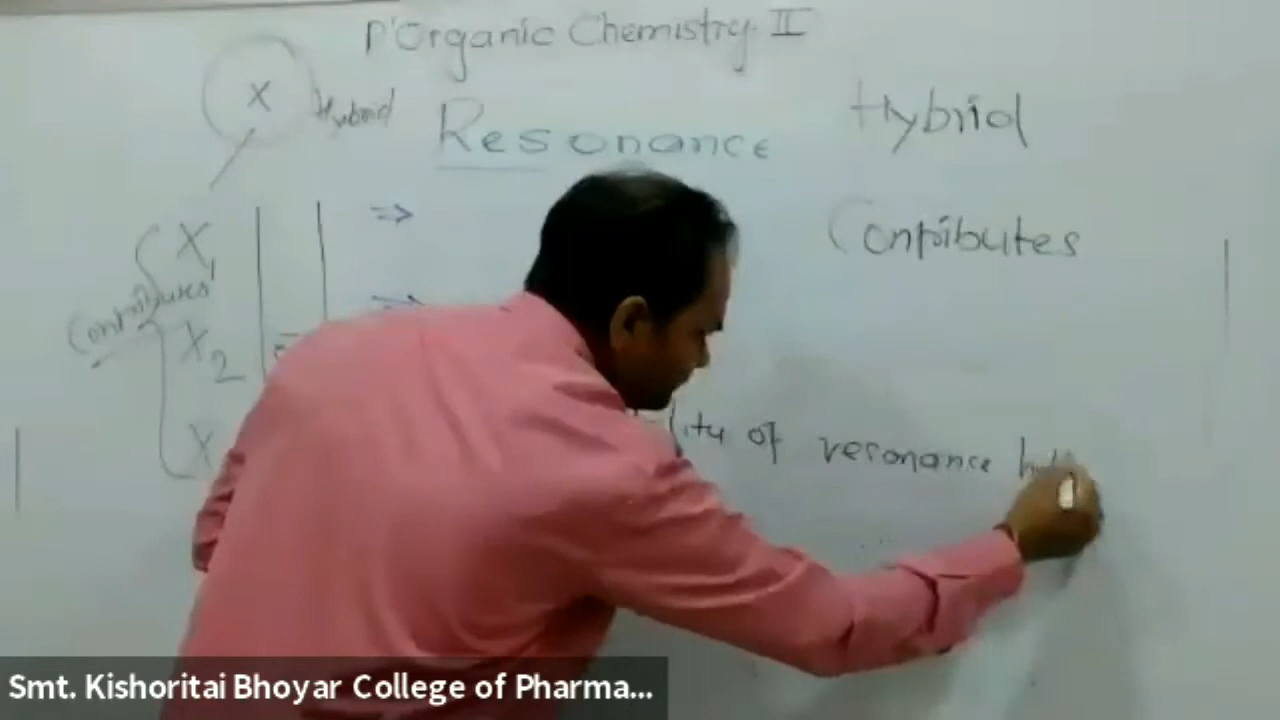 P'Organic Chemistry-II
X
Hybrid
Resonance
Hybrid
X1
⇒
Contributes
Contributes
X2
X
of resonance
Smt. Kishoritai Bhoyar College of Pharma...